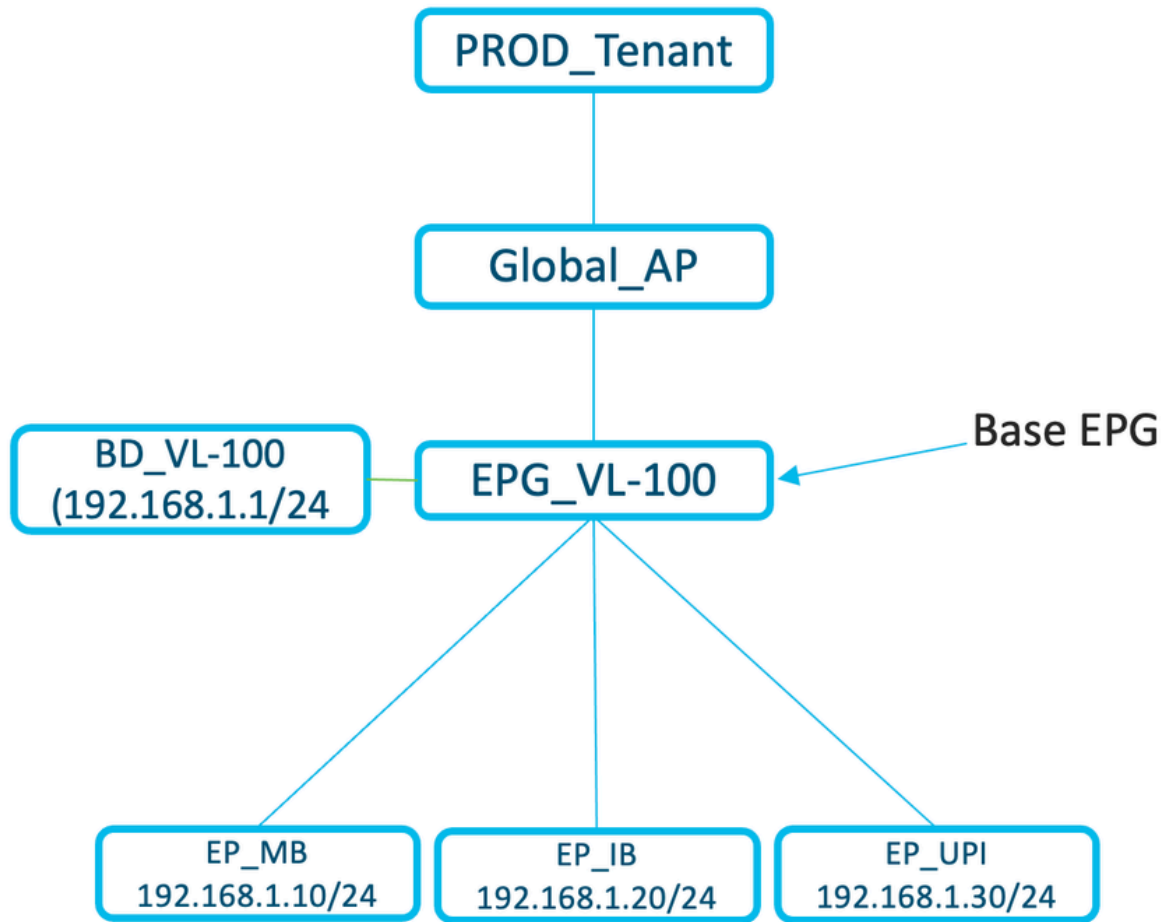 PROD_Tenant
Global_AP
Base EPG
BD_VL-100
(192.168.1.1/24
EPG_VL-100
EP_MB
192.168.1.10/24
EP_IB
192.168.1.20/24
EP_UPI
192.168.1.30/24